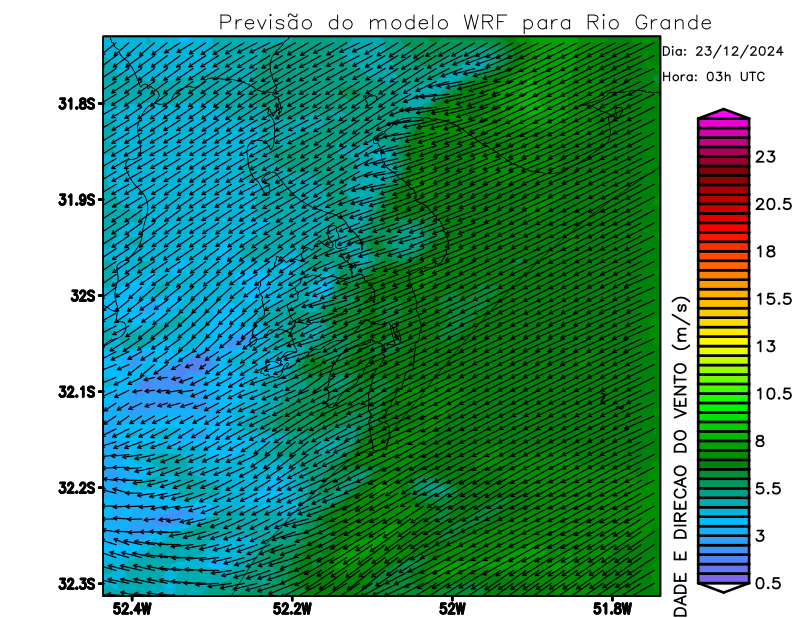 Previsão do modelo WRF para Rio Grande
Dia: 23/12/2024
Hora: 03h UTC
31.8S
31.9S
32S
32.1S
32.2S
32.3S
52.4W
52.2W
52W
51.8W
23
20.5
18
15.5
13
10.5
8
5.5
3
0.5
DADE E DIRECAO DO VENTO (m/s)